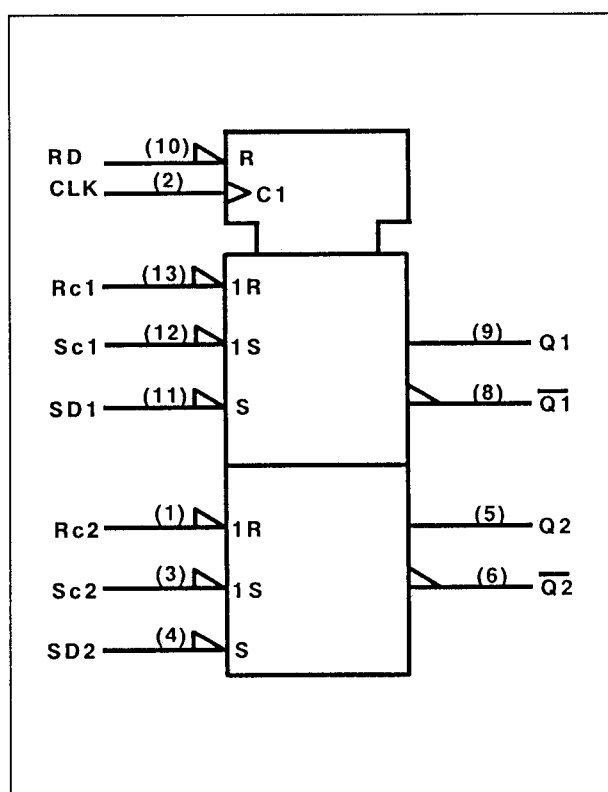 RD (10) R
CLK (2) C1
Rc1 (13) 1R
Sc1 (12) 1S (9) Q1
SD1 (11) S (8) Q1
Rc2 (1) 1R (5) Q2
Sc2 (3) 1S (6) Q2
SD2 (4) S